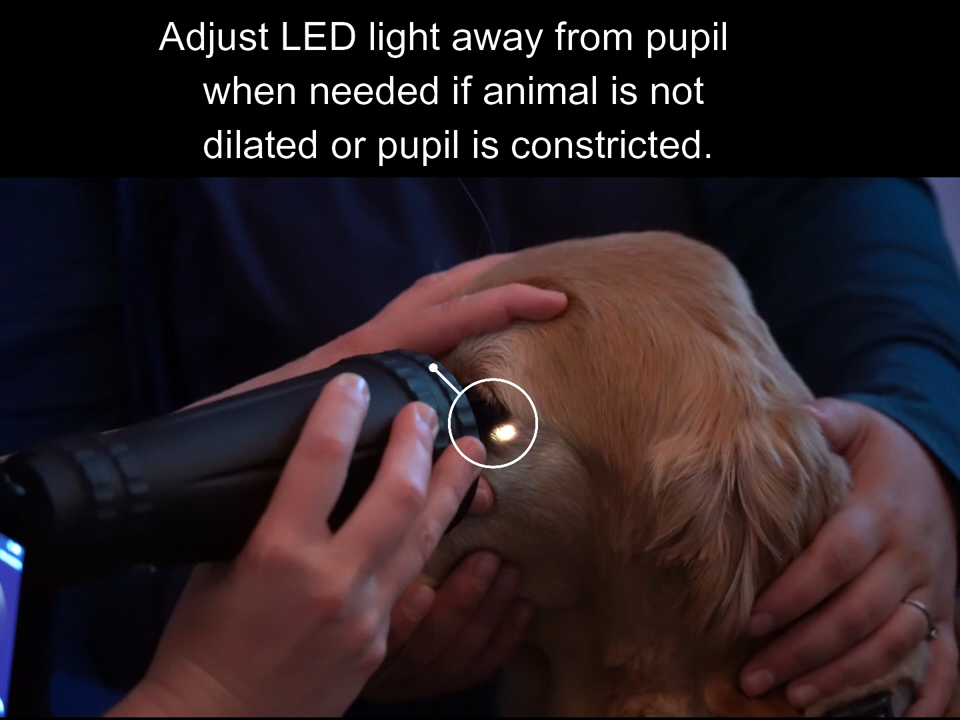 Adjust LED light away from pupil
when needed if animal is not
dilated or pupil is constricted.